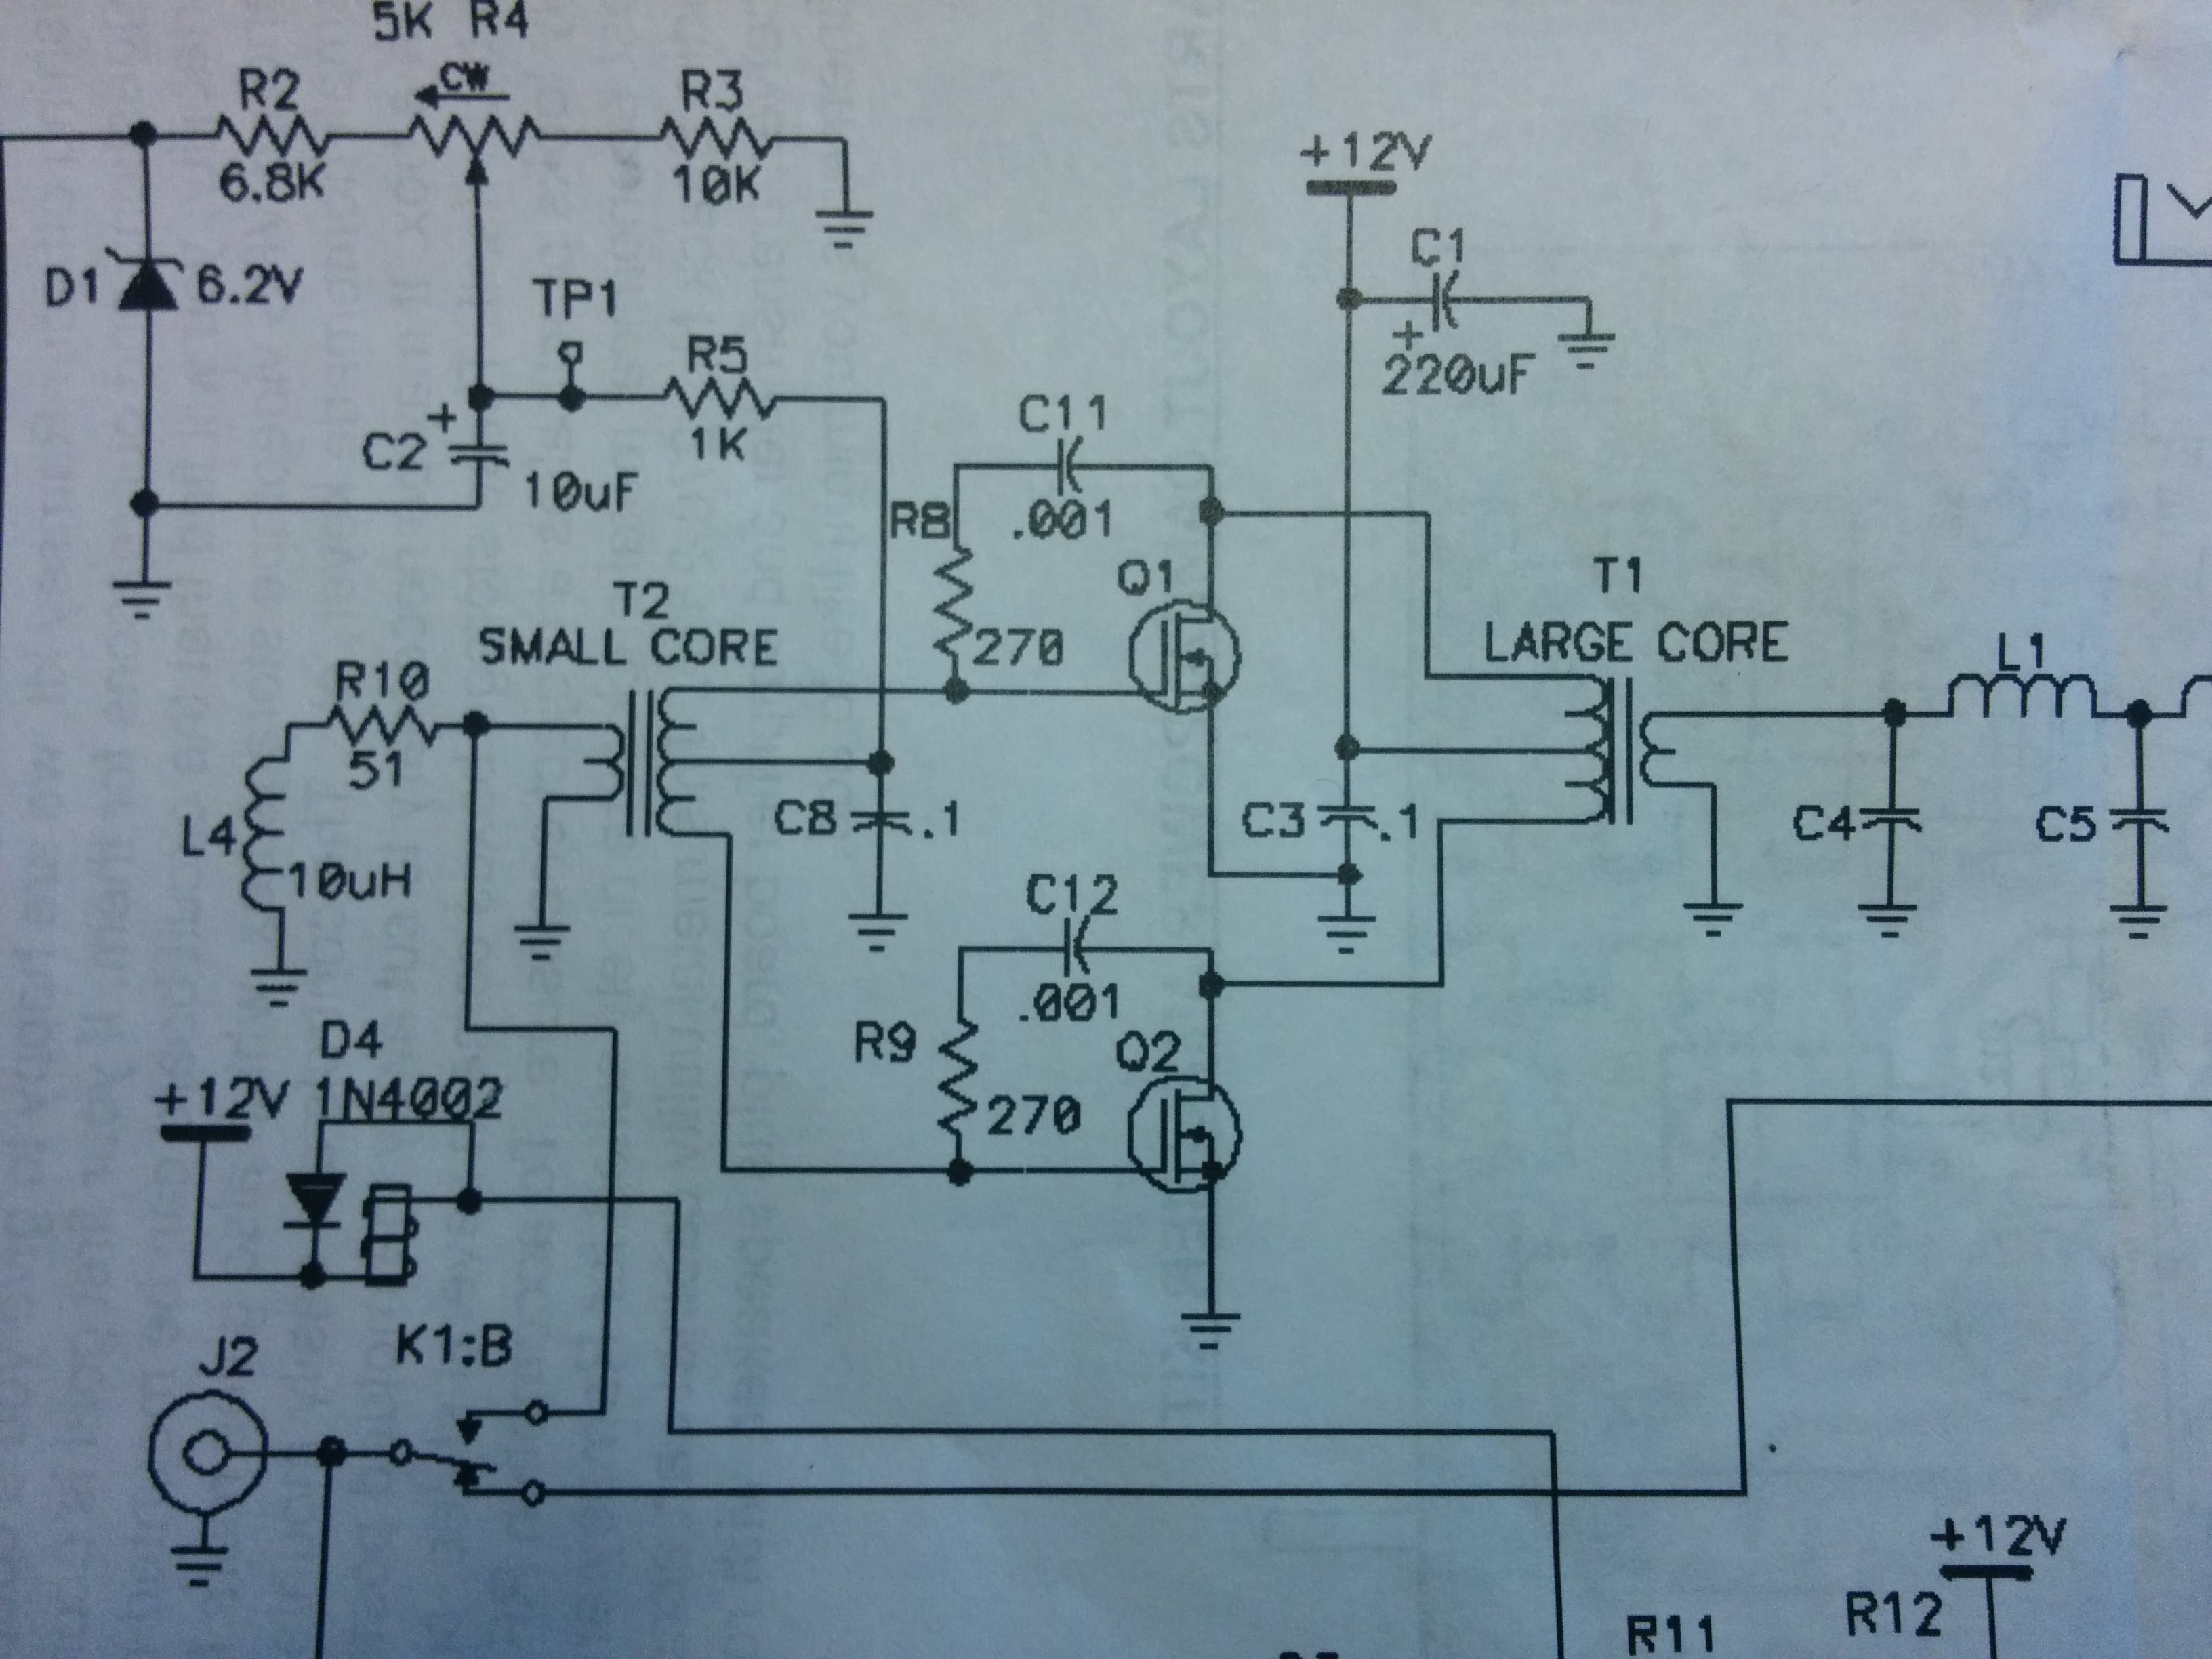 5K R4
CW
R2
R3
6.8K
10K
+12V
C1
D1
6.2V
TP1
+
220uF
R5
C11
+
C2
1K
10uF
R8
.001
Q1
T1
T2
SMALL CORE
270
LARGE CORE
L1
R10
51
C8
.1
C3
.1
C4
C5
L4
10uH
C12
.001
D4
R9
Q2
+12V
1N4002
270
K1:B
J2
+12V
R11
R12